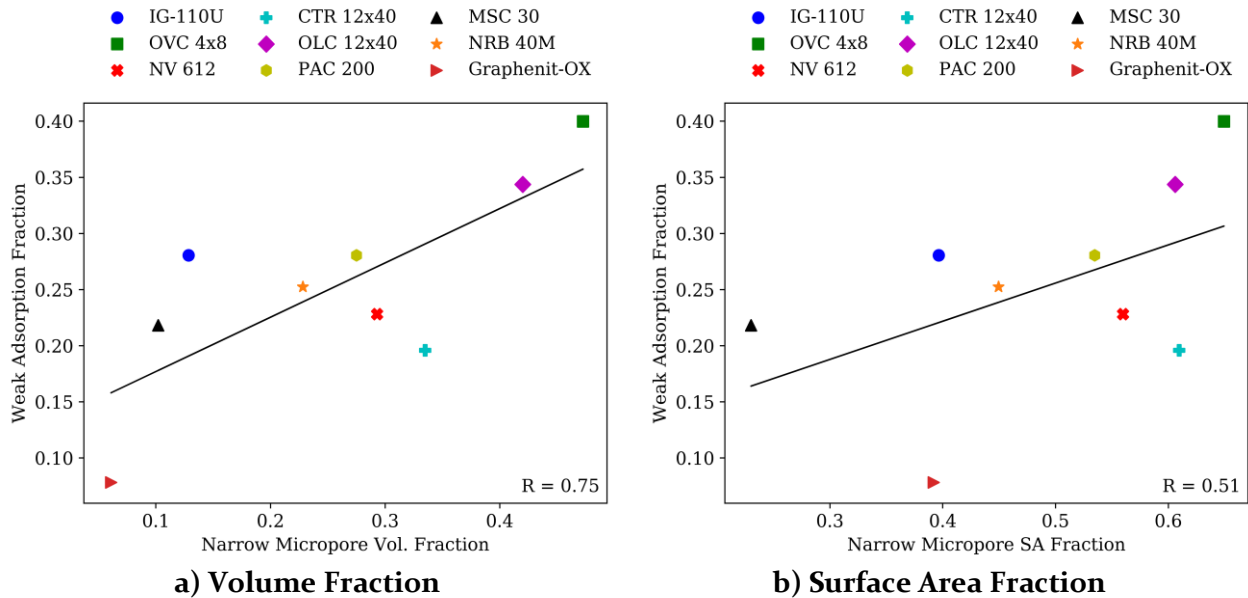 IG-110U CTR 12x40 MSC 30
OVC 4x8 OLC 12x40 NRB 40M
NV 612 PAC 200 Graphenit-OX
Weak Adsorption Fraction
0.40
0.35
0.30
0.25
0.20
0.15
0.10
R = 0.75
0.1 0.2 0.3 0.4
Narrow Micropore Vol. Fraction
a) Volume Fraction
IG-110U CTR 12x40 MSC 30
OVC 4x8 OLC 12x40 NRB 40M
NV 612 PAC 200 Graphenit-OX
Weak Adsorption Fraction
0.40
0.35
0.30
0.25
0.20
0.15
0.10
R = 0.51
0.3 0.4 0.5 0.6
Narrow Micropore SA Fraction
b) Surface Area Fraction